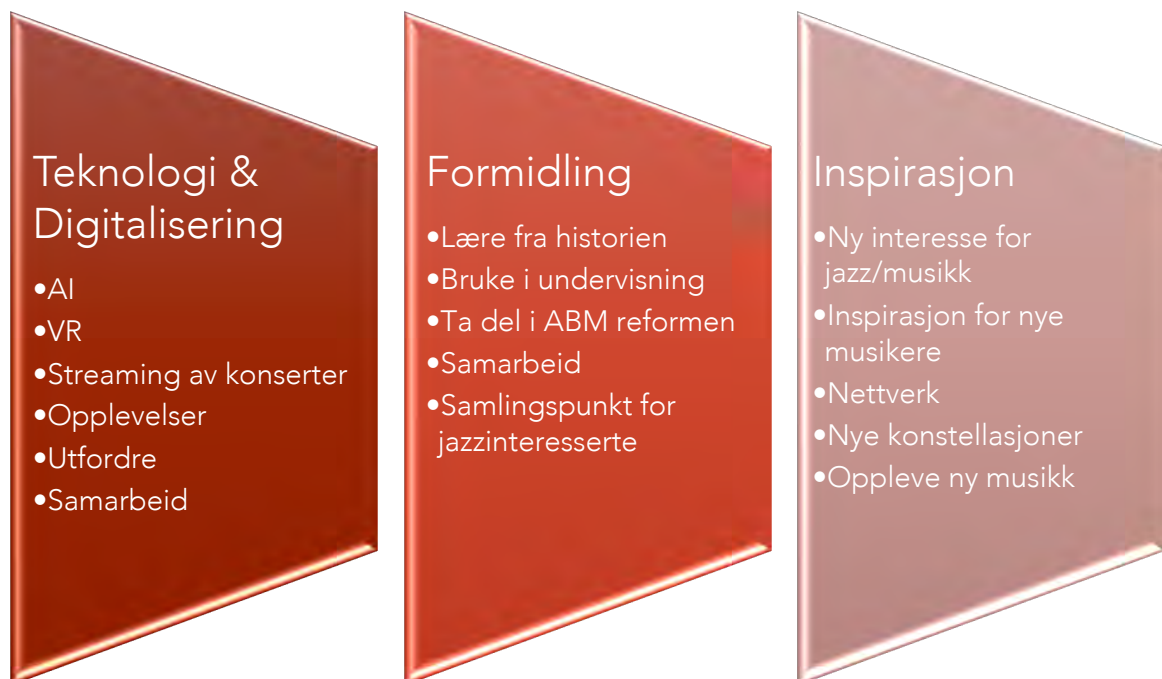 Teknologi &
Digitalisering
•AI
•VR
•Streaming av konserter
•Opplevelser
•Utfordre
•Samarbeid
Formidling
•Lære fra historien
•Bruke i undervisning
•Ta del i ABM reformen
•Samarbeid
•Samlingspunkt for
jazzinteresserte
Inspirasjon
•Ny interesse for
jazz/musikk
•Inspirasjon for nye
musikere
•Nettverk
•Nye konstellasjoner
•Oppleve ny musikk